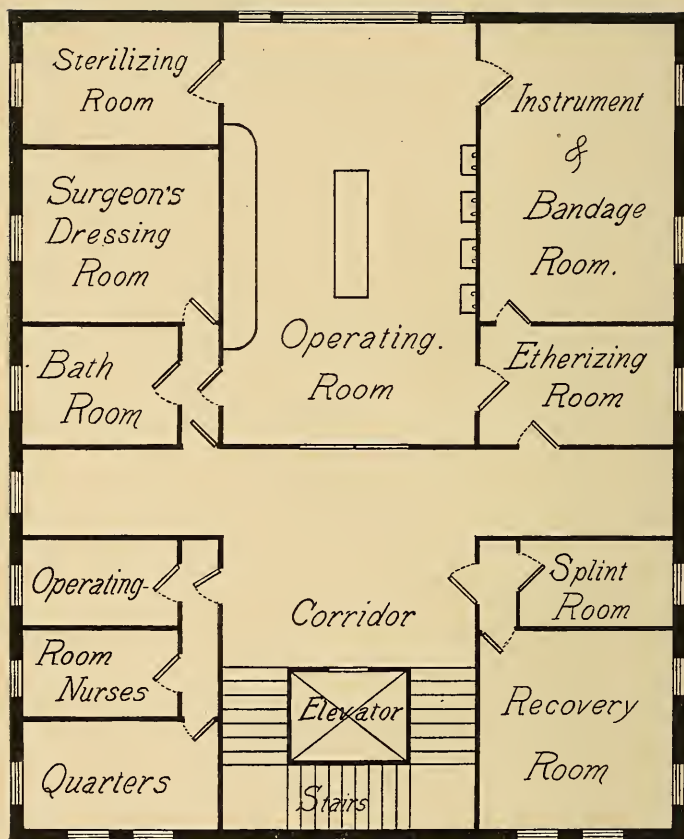 Sterilizing
Room
Surgeon's
Dressing
Room
Bath
Room
Operating.
Room
Instrument
&
Bandage
Room.
Etherizing
Room
Operating
Room
Nurses
Quarters
Corridor
Elevator
Stairs
Splint
Room
Recovery
Room